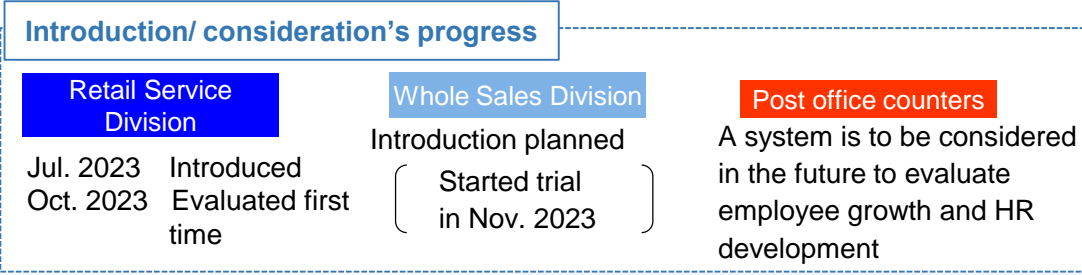 Introduction/ consideration's progress
Retail Service
Division
Jul. 2023 Introduced
Oct. 2023 Evaluated first
time
Whole Sales Division
Introduction planned
Started trial
in Nov. 2023
Post office counters
A system is to be considered
in the future to evaluate
employee growth and HR
development